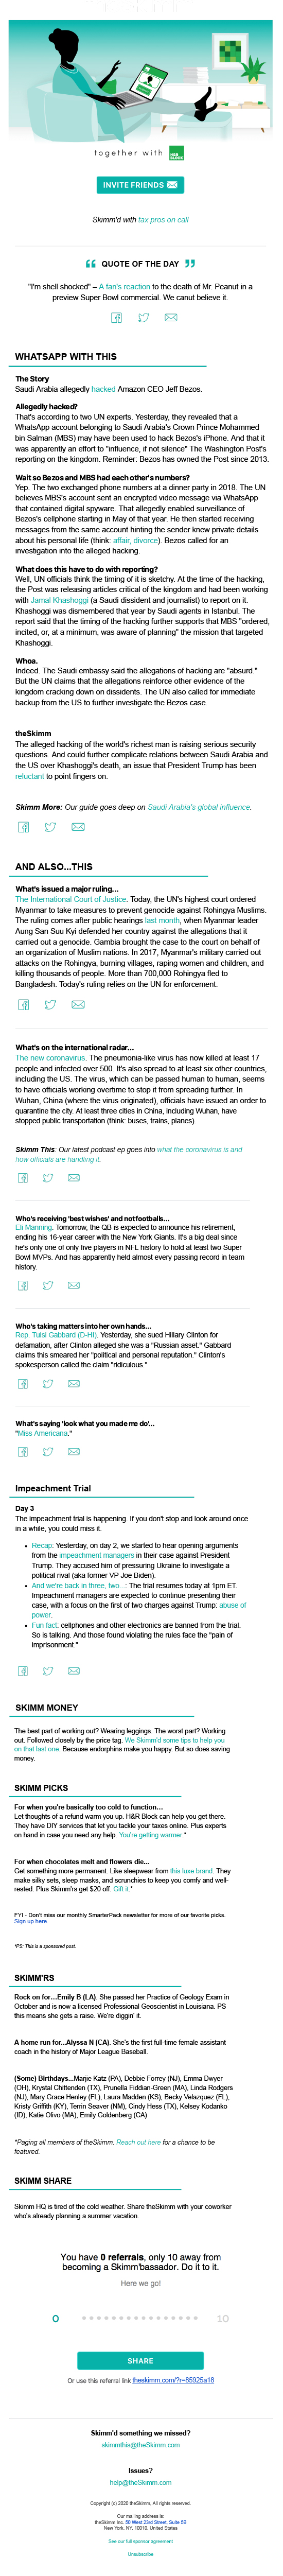 together with H&R BLOCK
INVITE FRIENDS
Skimm'd with tax pros on call
QUOTE OF THE DAY
"I'm shell shocked" – A fan's reaction to the death of Mr. Peanut in a
preview Super Bowl commercial. We canut believe it.
WHATSAPP WITH THIS
The Story
Saudi Arabia allegedly hacked Amazon CEO Jeff Bezos.
Allegedly hacked?
That's according to two UN experts. Yesterday, they revealed that a
WhatsApp account belonging to Saudi Arabia's Crown Prince Mohammed
bin Salman (MBS) may have been used to hack Bezos's iPhone. And that it
was apparently an effort to "influence, if not silence" The Washington Post's
reporting on the kingdom. Reminder: Bezos has owned the Post since 2013.
Wait so Bezos and MBS had each other's numbers?
Yep. The two exchanged phone numbers at a dinner party in 2018. The UN
believes MBS's account sent an encrypted video message via WhatsApp
that contained digital spyware. That allegedly enabled surveillance of
Bezos's cellphone starting in May of that year. He then started receiving
messages from the same account hinting the sender knew private details
about his personal life (think: affair, divorce). Bezos called for an
investigation into the alleged hacking.
What does this have to do with reporting?
Well, UN officials note the timing of it is pretty shady. At the time of hacking,
the Post was releasing articles critical of the kingdom and had been working
with Jamal Khashoggi (a Saudi dissident and journalist) to report on it.
Khashoggi was dismembered that year by Saudi agents in Istanbul. The
report said that the timing of the hacking further supports that MBS "ordered,
incited, or, at a minimum, was aware of planning" the mission that targeted
Khashoggi.
Whoa.
Indeed. The Saudi embassy said the allegations of hacking are "absurd."
But the UN claims that the allegations reinforce other evidence of the
kingdom cracking down on dissidents. The UN also called for immediate
backup from the US to further investigate the Bezos case.
theSkimm
The alleged hacking of the world's richest man is raising serious security
questions. And could further complicate relations between Saudi Arabia and
the US over Khashoggi's death, an issue that President Trump has been
reluctant to point fingers on.
Skimm More: Our guide goes deep on Saudi Arabia's global influence.
AND ALSO...THIS
What's issued a major ruling...
The International Court of Justice. Today, the UN's highest court ordered
Myanmar to take measures to prevent genocide against Rohingya Muslims.
The ruling comes after public hearings last month, when Myanmar leader
Aung San Suu Kyi defended her country against allegations that it
carried out a genocide. Gambia brought the case to the court on behalf of
an organization of Muslim nations. In 2017, Myanmar's military carried out
attacks on the Rohingya, burning villages, raping women and children, and
killing thousands of people. More than 700,000 Rohingya fled to
Bangladesh. Today's ruling relies on the UN for enforcement.
What's on the international radar...
The new coronavirus. The pneumonia-like virus has now killed at least 17
people and infected over 500. It's also spread to at least six other countries,
including the US. The virus, which can be passed human to human, seems
to have officials working overtime to stop it from spreading further. In
Wuhan, China (where the virus originated), officials have issued an order to
quarantine the city. At least three cities in China, including Wuhan, have
stopped public transportation (think: buses, trains, planes).
Skimm This: Our latest podcast ep goes into what the coronavirus is and
how officials are handling it.
Who's receiving 'best wishes' and not footballs...
Eli Manning. Tomorrow, the QB is expected to announce his retirement,
ending his 16-year career with the New York Giants. It's a big deal since
he's only one of only five players in NFL history to hold at least two Super
Bowl MVPs. And has apparently held almost every passing record in team
history.
Who's taking matters into her own hands...
Rep. Tulsi Gabbard (D-HI). Yesterday, she sued Hillary Clinton for
defamation, after Clinton alleged she was a "Russian asset." Gabbard
claims this smeared her "political and personal reputation." Clinton's
spokesperson called the claim "ridiculous."
What's saying 'look what you made me do'...
"Miss Americana."
Impeachment Trial
Day 3
The impeachment trial is happening. If you don't stop and look around once
in a while, you could miss it.
• Recap: Yesterday, on day 2, we started to hear opening arguments
from the impeachment managers in their case against President
Trump. They accused him of pressuring Ukraine to investigate a
political rival (aka former VP Joe Biden).
• And we're back in three, two...: The trial resumes today at 1pm ET.
Impeachment managers are expected to continue presenting their
case, with a focus on the first of two charges against Trump: abuse of
power.
• Fun fact: cellphones and other electronics are banned from the trial.
So is talking. And those found violating the rules face the "pain of
imprisonment."
SKIMM MONEY
The best part of working out? Wearing leggings. The worst part? Working
out. Followed closely by the price tag. We Skimm'd some tips to help you
on that last one. Because endorphins make you happy. But so does saving
money.
SKIMM PICKS
For when you're basically too cold to function…
Let thoughts of a refund warm you up. H&R Block can help you get there.
They have DIY services that let you tackle your taxes online. Plus experts
on hand in case you need any help. You're getting warmer.*
For when chocolates melt and flowers die...
Get something more permanent. Like sleepwear from this luxe brand. They
make silky sets, sleep masks, and scrunchies to keep you comfy and well-
rested. Plus Skimm'rs get $20 off. Gift it.*
FYI - Don't miss our monthly SmarterPack newsletter for more of our favorite picks.
Sign up here.
*PS: This is a sponsored post.
SKIMM'RS
Rock on for…Emily B (LA). She passed her Practice of Geology Exam in
October and is now a licensed Professional Geoscientist in Louisiana. PS
this means she gets a raise. We're diggin' it.
A home run for...Alyssa N (CA). She's the first full-time female assistant
coach in the history of Major League Baseball.
(Some) Birthdays...Marjie Katz (PA), Debbie Forrey (NJ), Emma Dwyer
(OH), Krystal Chittenden (TX), Prunella Fiddian-Green (MA), Linda Rodgers
(NJ), Mary Grace Henley (FL), Laura Madden (KS), Becky Velazquez (FL),
Kristy Griffith (KY), Terrin Seaver (NM), Cindy Hess (TX), Kelsey Kodanko
(ID), Katie Olivo (MA), Emily Goldenberg (CA)
*Paging all members of theSkimm. Reach out here for a chance to be
featured.
SKIMM SHARE
Skimm HQ is tired of the cold weather. Share theSkimm with your coworker
who's already planning a summer vacation.
You have 0 referrals, only 10 away from
becoming a Skimm'bassador. Do it to it.
Here we go!
0 10
SHARE
Or use this referral link theskimm.com/?r=85925a18
Skimm'd something we missed?
skimmthis@theSkimm.com
Issues?
help@theSkimm.com
Copyright (c) 2020 theSkimm, All rights reserved.
Our mailing address is:
theSkimm Inc. 50 West 23rd Street, Suite 5B
New York, NY, 10010, United States
See our full sponsor agreement
Unsubscribe